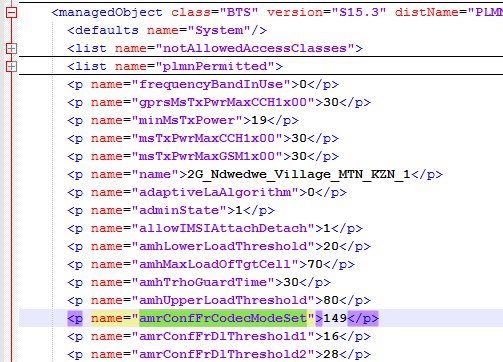 <managedObject class="BTS" version="S15.3" distName="PLMN
<defaults name="System"/>
<list name="notAllowedAccessClasses">
<list name="plmnPermitted">
<p name="frequencyBandInUse">0</p>
<p name="gprsMsTxPwrMaxCCH1x00">30</p>
<p name="minMsTxPower">19</p>
<p name="msTxPwrMaxCCH1x00">30</p>
<p name="msTxPwrMaxGSM1x00">30</p>
<p name="name">2G_Ndwedwe_Village_MTN_KZN_1</p>
<p name="adaptiveLaAlgorithm">0</p>
<p name="adminState">1</p>
<p name="allowIMSIAttachDetach">1</p>
<p name="amhLowerLoadThreshold">20</p>
<p name="amhMaxLoadOfTgtCell">70</p>
<p name="amhTrhoGuardTime">30</p>
<p name="amhUpperLoadThreshold">80</p>
<p name="amrConfFrCodecModeSet">149</p>
<p name="amrConfFrDlThreshold1">16</p>
<p name="amrConfFrDlThreshold2">28</p>